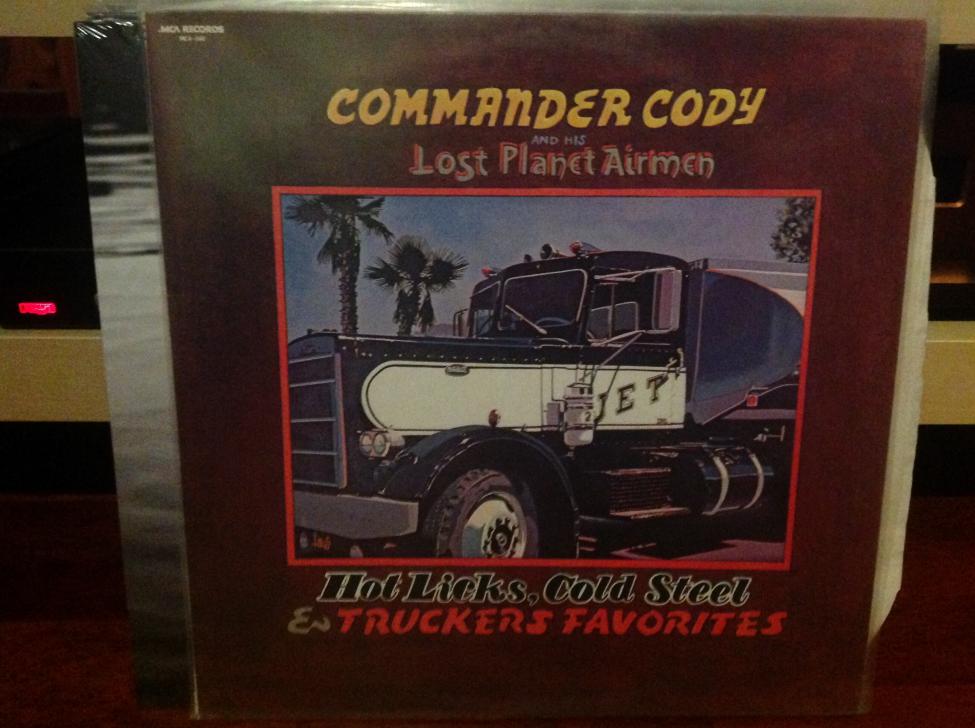 MCA RECORDS
COMMANDER CODY
AND HIS
Lost Planet Airmen
JET
Hot Licks, Cold Steel
& TRUCKERS FAVORITES